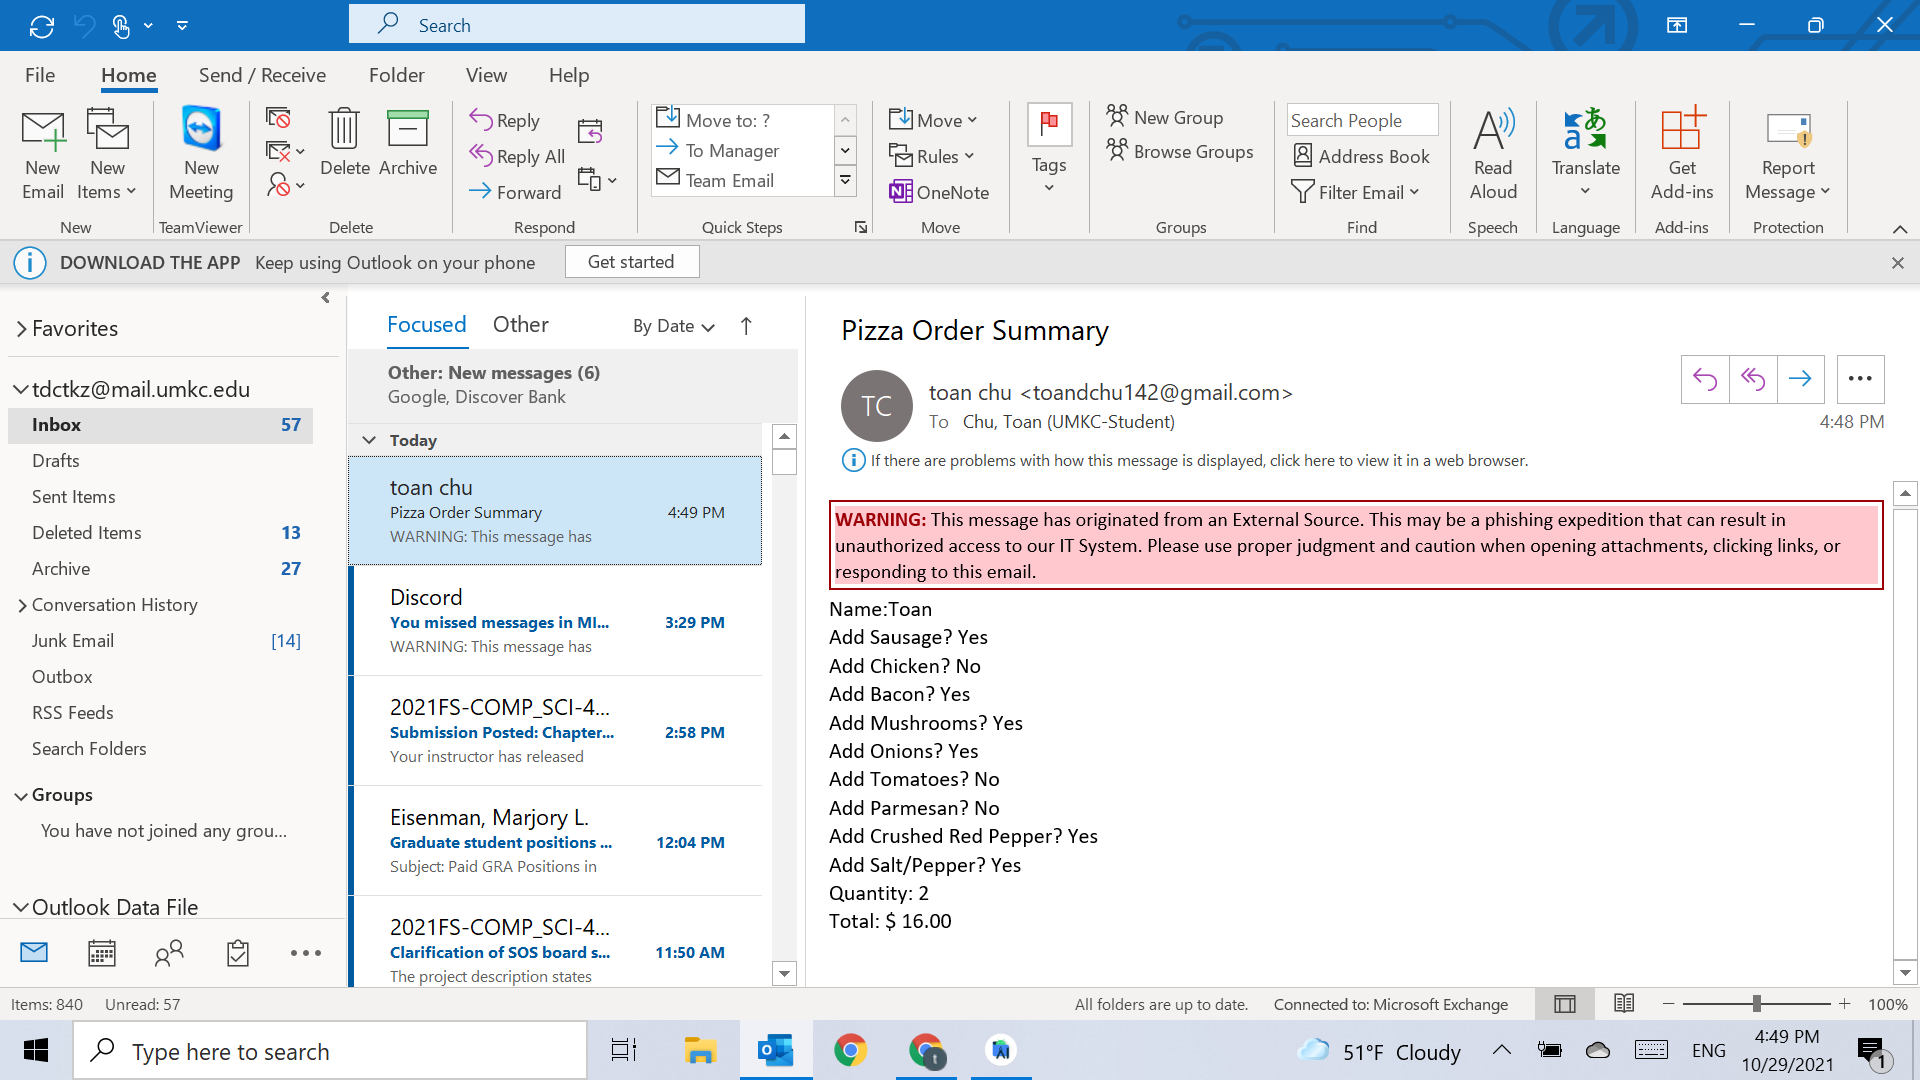 Search
File Home Send / Receive Folder View Help
New Email
New Items
New
New Meeting
TeamViewer
Delete
Archive
Delete
Reply
Reply All
Forward
Respond
Move to: ?
To Manager
Team Email
Quick Steps
Move
Rules
OneNote
Move
Tags
New Group
Browse Groups
Groups
Search People
Address Book
Filter Email
Find
Read Aloud
Speech
Translate
Language
Get Add-ins
Add-ins
Report Message
Protection
DOWNLOAD THE APP Keep using Outlook on your phone Get started
Favorites
tdctkz@mail.umkc.edu
Inbox 57
Drafts
Sent Items
Deleted Items 13
Archive 27
Conversation History
Junk Email [14]
Outbox
RSS Feeds
Search Folders
Groups
You have not joined any grou...
Outlook Data File
Focused Other By Date
Other: New messages (6)
Google, Discover Bank
Today
toan chu
Pizza Order Summary 4:49 PM
WARNING: This message has
Discord
You missed messages in MI... 3:29 PM
WARNING: This message has
2021FS-COMP_SCI-4...
Submission Posted: Chapter... 2:58 PM
Your instructor has released
Eisenman, Marjory L.
Graduate student positions ... 12:04 PM
Subject: Paid GRA Positions in
2021FS-COMP_SCI-4...
Clarification of SOS board s... 11:50 AM
The project description states
Pizza Order Summary
TC
toan chu <toandchu142@gmail.com>
To Chu, Toan (UMKC-Student)
4:48 PM
If there are problems with how this message is displayed, click here to view it in a web browser.
WARNING: This message has originated from an External Source. This may be a phishing expedition that can result in
unauthorized access to our IT System. Please use proper judgment and caution when opening attachments, clicking links, or
responding to this email.
Name:Toan
Add Sausage? Yes
Add Chicken? No
Add Bacon? Yes
Add Mushrooms? Yes
Add Onions? Yes
Add Tomatoes? No
Add Parmesan? No
Add Crushed Red Pepper? Yes
Add Salt/Pepper? Yes
Quantity: 2
Total: $ 16.00
Items: 840 Unread: 57
All folders are up to date. Connected to: Microsoft Exchange 100%
Type here to search
51°F Cloudy
ENG
4:49 PM
10/29/2021
1